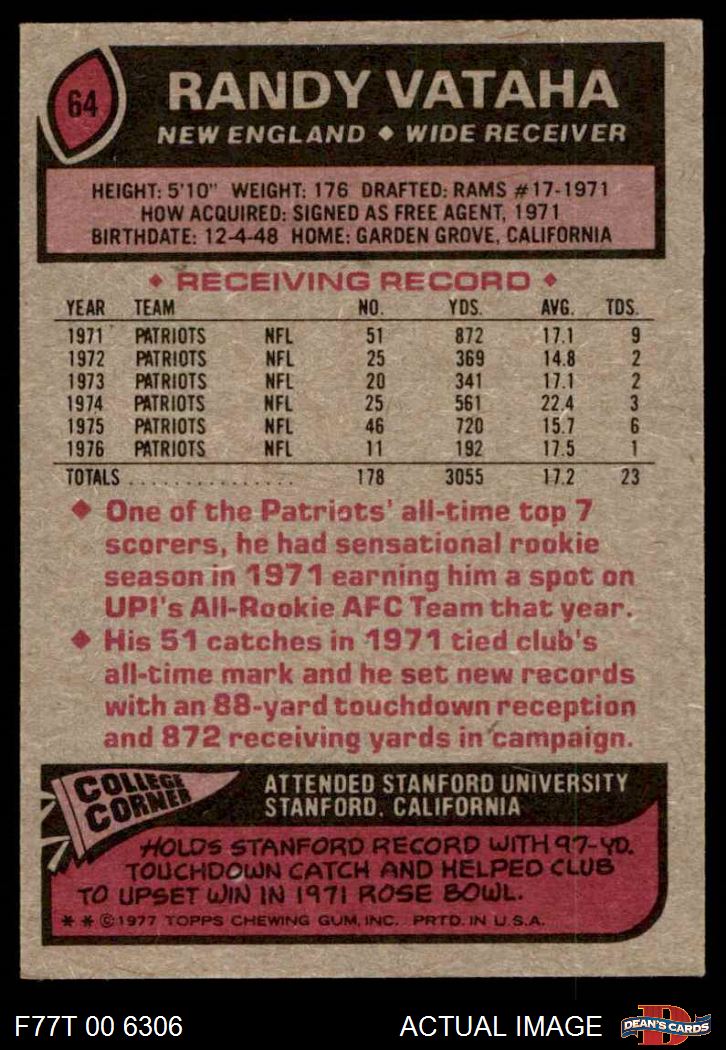 64
RANDY VATAHA
NEW ENGLAND ♦ WIDE RECEIVER
HEIGHT: 5'10" WEIGHT: 176 DRAFTED: RAMS #17-1971
HOW ACQUIRED: SIGNED AS FREE AGENT, 1971
BIRTHDATE: 12-4-48 HOME: GARDEN GROVE, CALIFORNIA
♦ RECEIVING RECORD ♦
YEAR TEAM NO. YDS. AVG. TDS.
1971 PATRIOTS NFL 51 872 17.1 9
1972 PATRIOTS NFL 25 369 14.8 2
1973 PATRIOTS NFL 20 341 17.1 2
1974 PATRIOTS NFL 25 561 22.4 3
1975 PATRIOTS NFL 46 720 15.7 6
1976 PATRIOTS NFL 11 192 17.5 1
TOTALS . . . . . . . . . . . . . . . 178 3055 17.2 23
♦ One of the Patriots' all-time top 7
scorers, he had sensational rookie
season in 1971 earning him a spot on
UPI's All-Rookie AFC Team that year.
♦ His 51 catches in 1971 tied club's
all-time mark and he set new records
with an 88-yard touchdown reception
and 872 receiving yards in campaign.
COLLEGE
CORNER
ATTENDED STANFORD UNIVERSITY
STANFORD, CALIFORNIA
HOLDS STANFORD RECORD WITH 97-YD.
TOUCHDOWN CATCH AND HELPED CLUB
TO UPSET WIN IN 1971 ROSE BOWL.
* * © 1977 TOPPS CHEWING GUM, INC. PRTD. IN U.S.A.
F77T 00 6306
ACTUAL IMAGE
D
DEAN'S CARDS